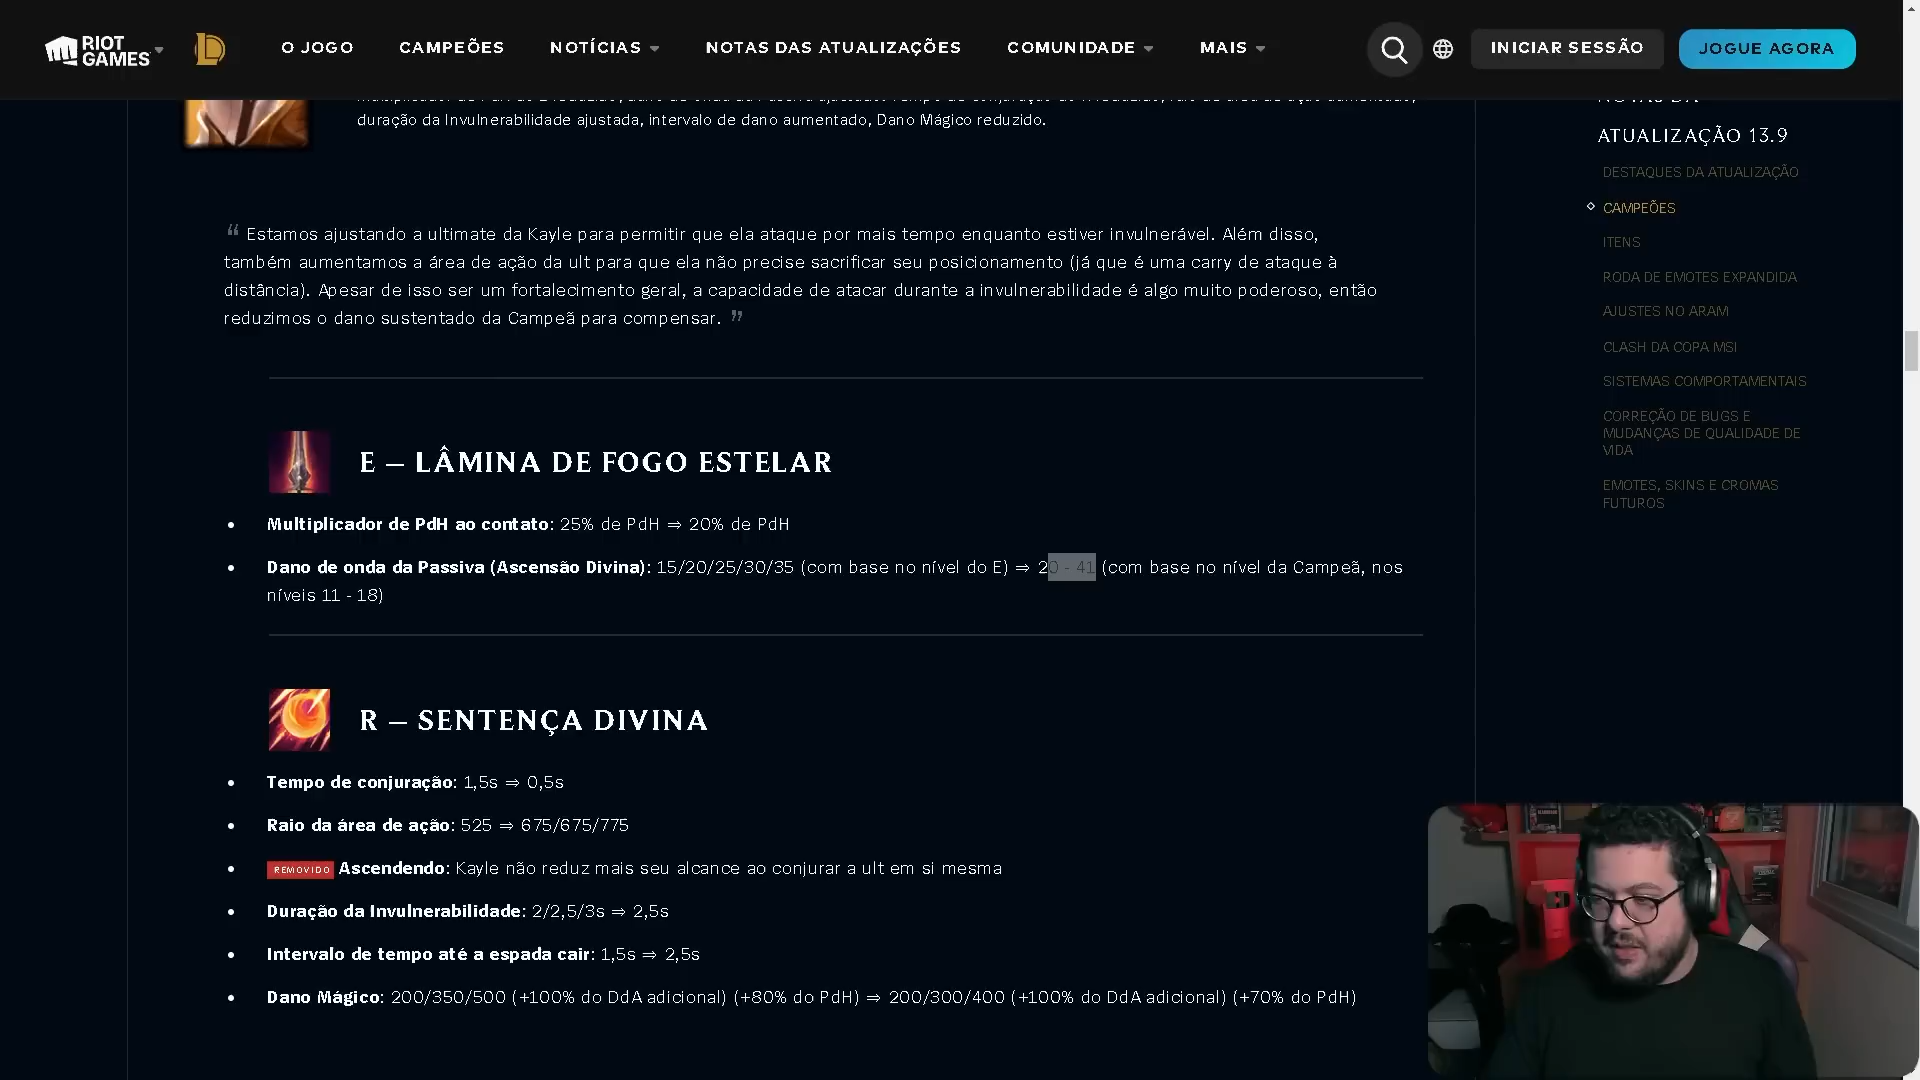 RIOT GAMES
O JOGO
CAMPEÕES
NOTÍCIAS
NOTAS DAS ATUALIZAÇÕES
COMUNIDADE
MAIS
INICIAR SESSÃO
JOGUE AGORA
duração da Invulnerabilidade ajustada, intervalo de dano aumentado, Dano Mágico reduzido.
“ Estamos ajustando a ultimate da Kayle para permitir que ela ataque por mais tempo enquanto estiver invulnerável. Além disso,
também aumentamos a área de ação da ult para que ela não precise sacrificar seu posicionamento (já que é uma carry de ataque à
distância). Apesar de isso ser um fortalecimento geral, a capacidade de atacar durante a invulnerabilidade é algo muito poderoso, então
reduzimos o dano sustentado da Campeã para compensar. ”
E – LÂMINA DE FOGO ESTELAR
• Multiplicador de PdH ao contato: 25% de PdH ⇒ 20% de PdH
• Dano de onda da Passiva (Ascensão Divina): 15/20/25/30/35 (com base no nível do E) ⇒ 20 - 41 (com base no nível da Campeã, nos
níveis 11 - 18)
R – SENTENÇA DIVINA
• Tempo de conjuração: 1,5s ⇒ 0,5s
• Raio da área de ação: 525 ⇒ 675/675/775
• REMOVIDO Ascendendo: Kayle não reduz mais seu alcance ao conjurar a ult em si mesma
• Duração da Invulnerabilidade: 2/2,5/3s ⇒ 2,5s
• Intervalo de tempo até a espada cair: 1,5s ⇒ 2,5s
• Dano Mágico: 200/350/500 (+100% do DdA adicional) (+80% do PdH) ⇒ 200/300/400 (+100% do DdA adicional) (+70% do PdH)
NOTAS DA
ATUALIZAÇÃO 13.9
DESTAQUES DA ATUALIZAÇÃO
CAMPEÕES
ITENS
RODA DE EMOTES EXPANDIDA
AJUSTES NO ARAM
CLASH DA COPA MSI
SISTEMAS COMPORTAMENTAIS
CORREÇÃO DE BUGS E
MUDANÇAS DE QUALIDADE DE
VIDA
EMOTES, SKINS E CROMAS
FUTUROS